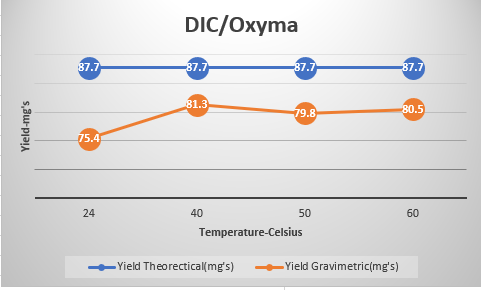 DIC/Oxyma
87.7 87.7 87.7 87.7
81.3
79.8 80.5
75.4
Yield-mg's
24 40 50 60
Temperature-Celsius
Yield Theorectical(mg's) Yield Gravimetric(mg's)